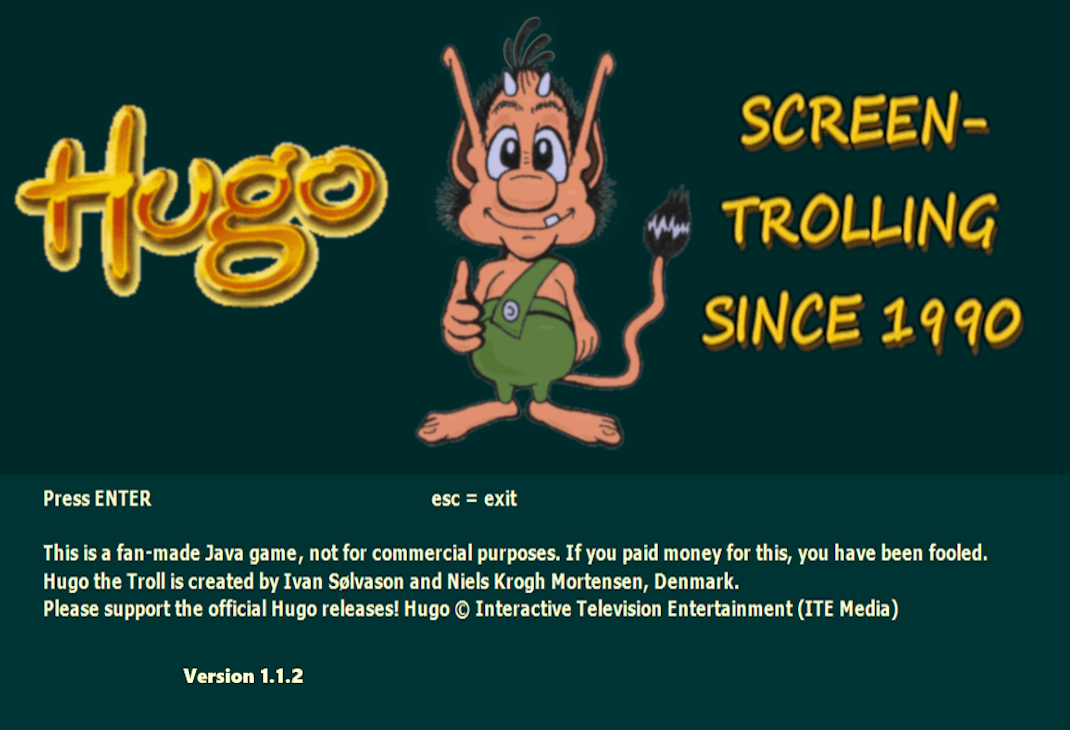 Hugo
SCREEN-
TROLLING
SINCE 1990
Press ENTER
esc = exit
This is a fan-made Java game, not for commercial purposes. If you paid money for this, you have been fooled.
Hugo the Troll is created by Ivan Sølvason and Niels Krogh Mortensen, Denmark.
Please support the official Hugo releases! Hugo © Interactive Television Entertainment (ITE Media)
Version 1.1.2